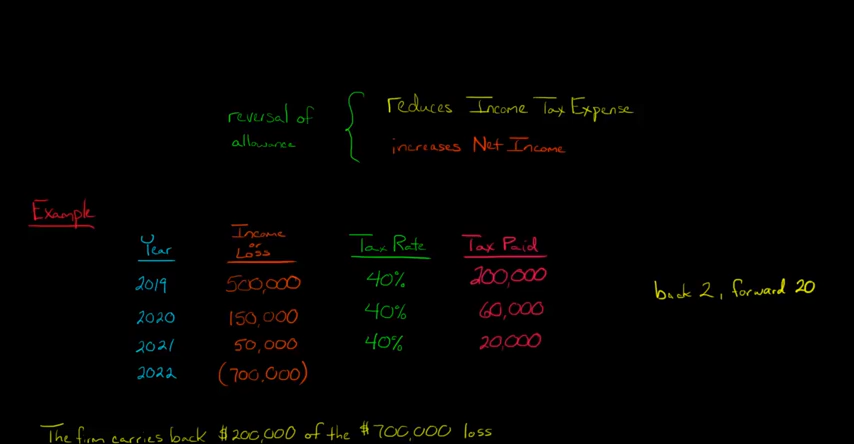 reversal of
allowance
reduces Income Tax Expense
increases Net Income
Example
Year Income or Loss Tax Rate Tax Paid
2019 500,000 40% 200,000
2020 150,000 40% 60,000
2021 50,000 40% 20,000
2022 (700,000)
back 2, forward 20
The firm carries back $200,000 of the $700,000 loss